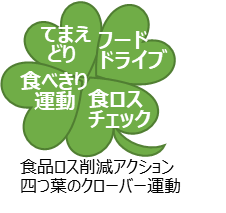 てまえ
どり
フード
ドライブ
食べきり
運動
食ロス
チェック
食品ロス削減アクション
四つ葉のクローバー運動